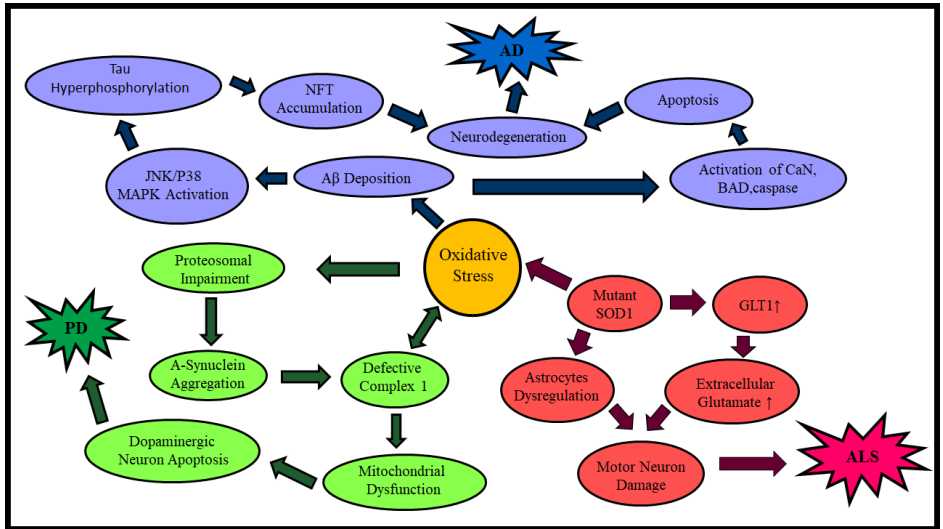 AD
Tau
Hyperphosphorylation
NFT
Accumulation
Apoptosis
Neurodegeneration
JNK/P38
MAPK Activation
Aβ Deposition
Activation of CaN,
BAD,caspase
Oxidative
Stress
Proteosomal
Impairment
Mutant
SOD1
GLT1↑
PD
A-Synuclein
Aggregation
Defective
Complex 1
Astrocytes
Dysregulation
Extracellular
Glutamate ↑
Dopaminergic
Neuron Apoptosis
Mitochondrial
Dysfunction
Motor Neuron
Damage
ALS